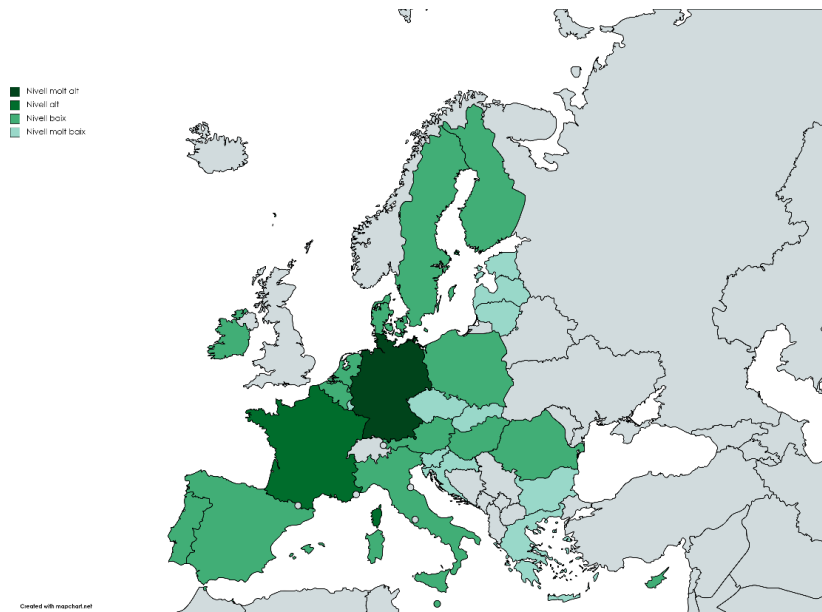 Nivell molt alt
Nivell alt
Nivell baix
Nivell molt baix
Created with mapchart.net